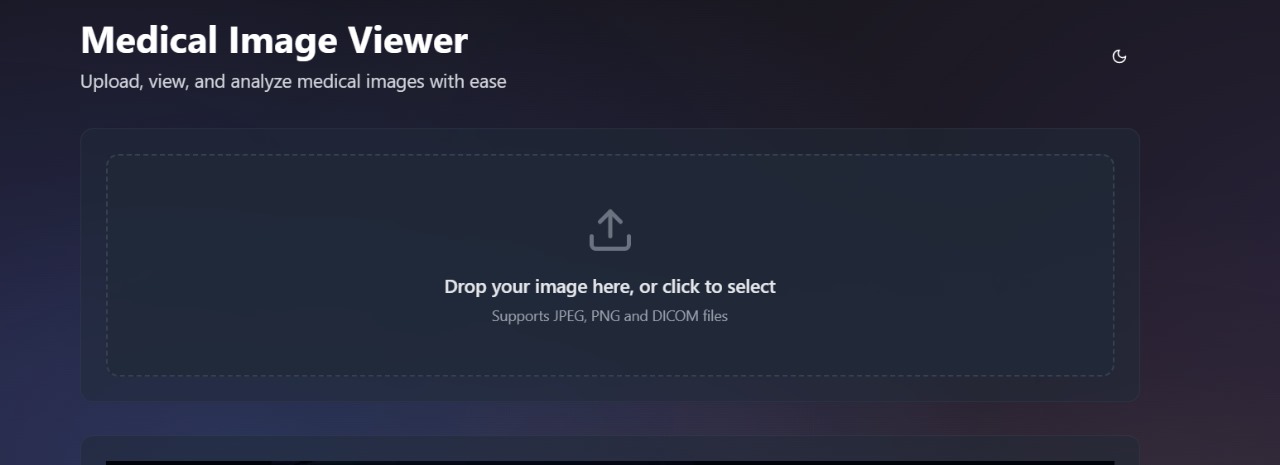 Medical Image Viewer
Upload, view, and analyze medical images with ease
Drop your image here, or click to select
Supports JPEG, PNG and DICOM files